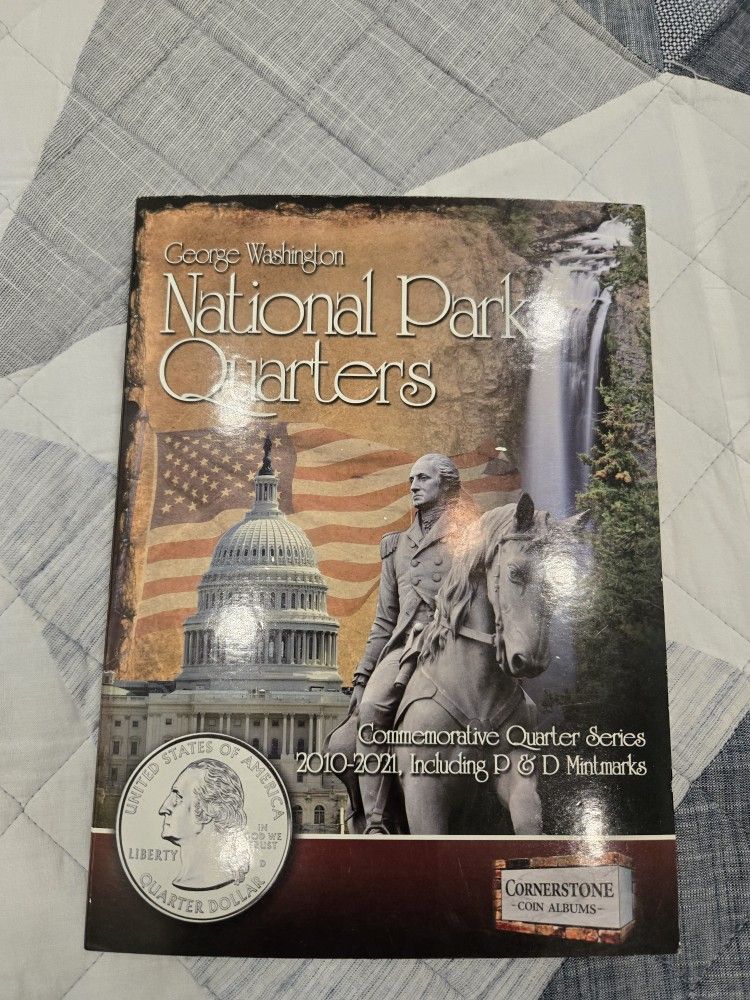 George Washington
National Park
Quarters
Commemorative Quarter Series
2010-2021, Including P & D Mintmarks
UNITED STATES OF AMERICA
LIBERTY
IN
GOD WE
TRUST
D
QUARTER DOLLAR
CORNERSTONE
-COIN ALBUMS-